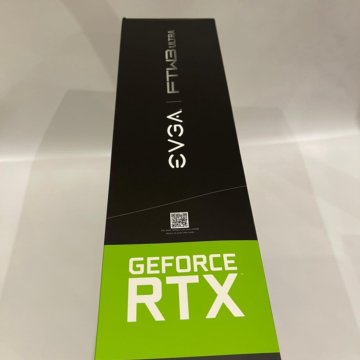 EVGA | FTW3 ULTRA
GEFORCE
RTX